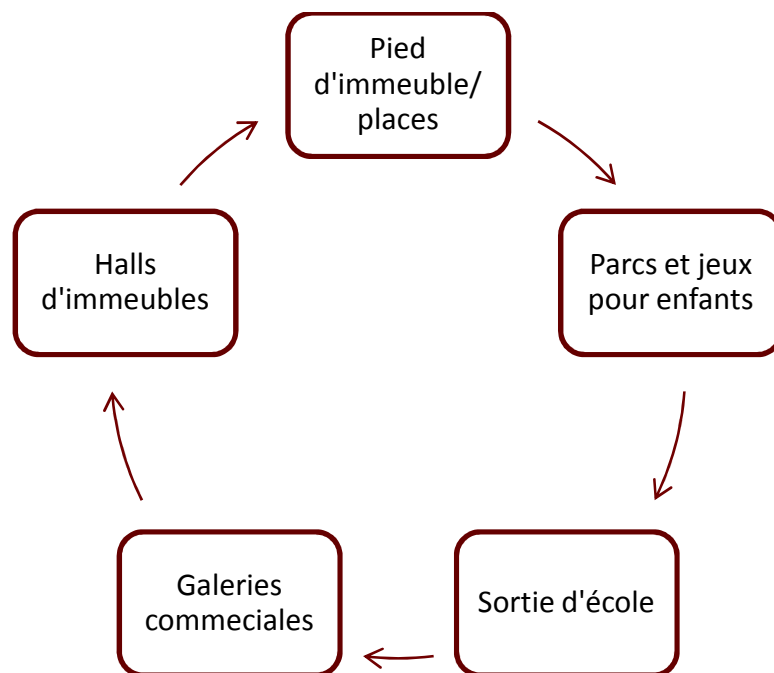 Pied
d'immeuble/
places
Parcs et jeux
pour enfants
Sortie d'école
Galeries
commeciales
Halls
d'immeubles